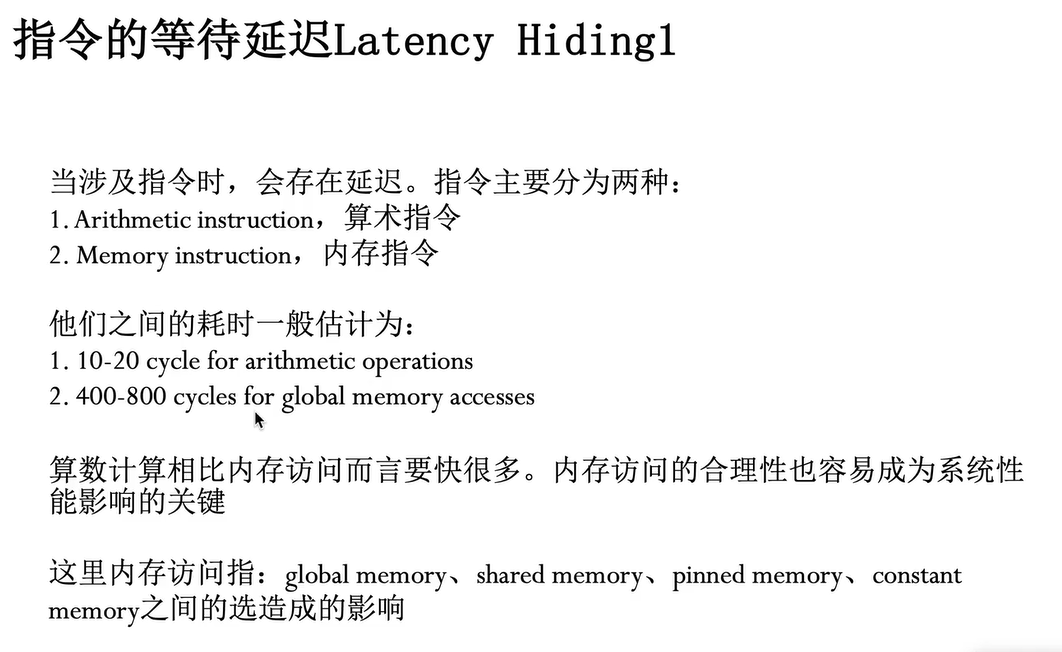 指令的等待延迟Latency Hiding1
当涉及指令时，会存在延迟。指令主要分为两种：
1. Arithmetic instruction，算术指令
2. Memory instruction，内存指令
他们之间的耗时一般估计为：
1. 10-20 cycle for arithmetic operations
2. 400-800 cycles for global memory accesses
算数计算相比内存访问而言要快很多。内存访问的合理性也容易成为系统性
能影响的关键
这里内存访问指：global memory、shared memory、pinned memory、constant
memory之间的选造成的影响